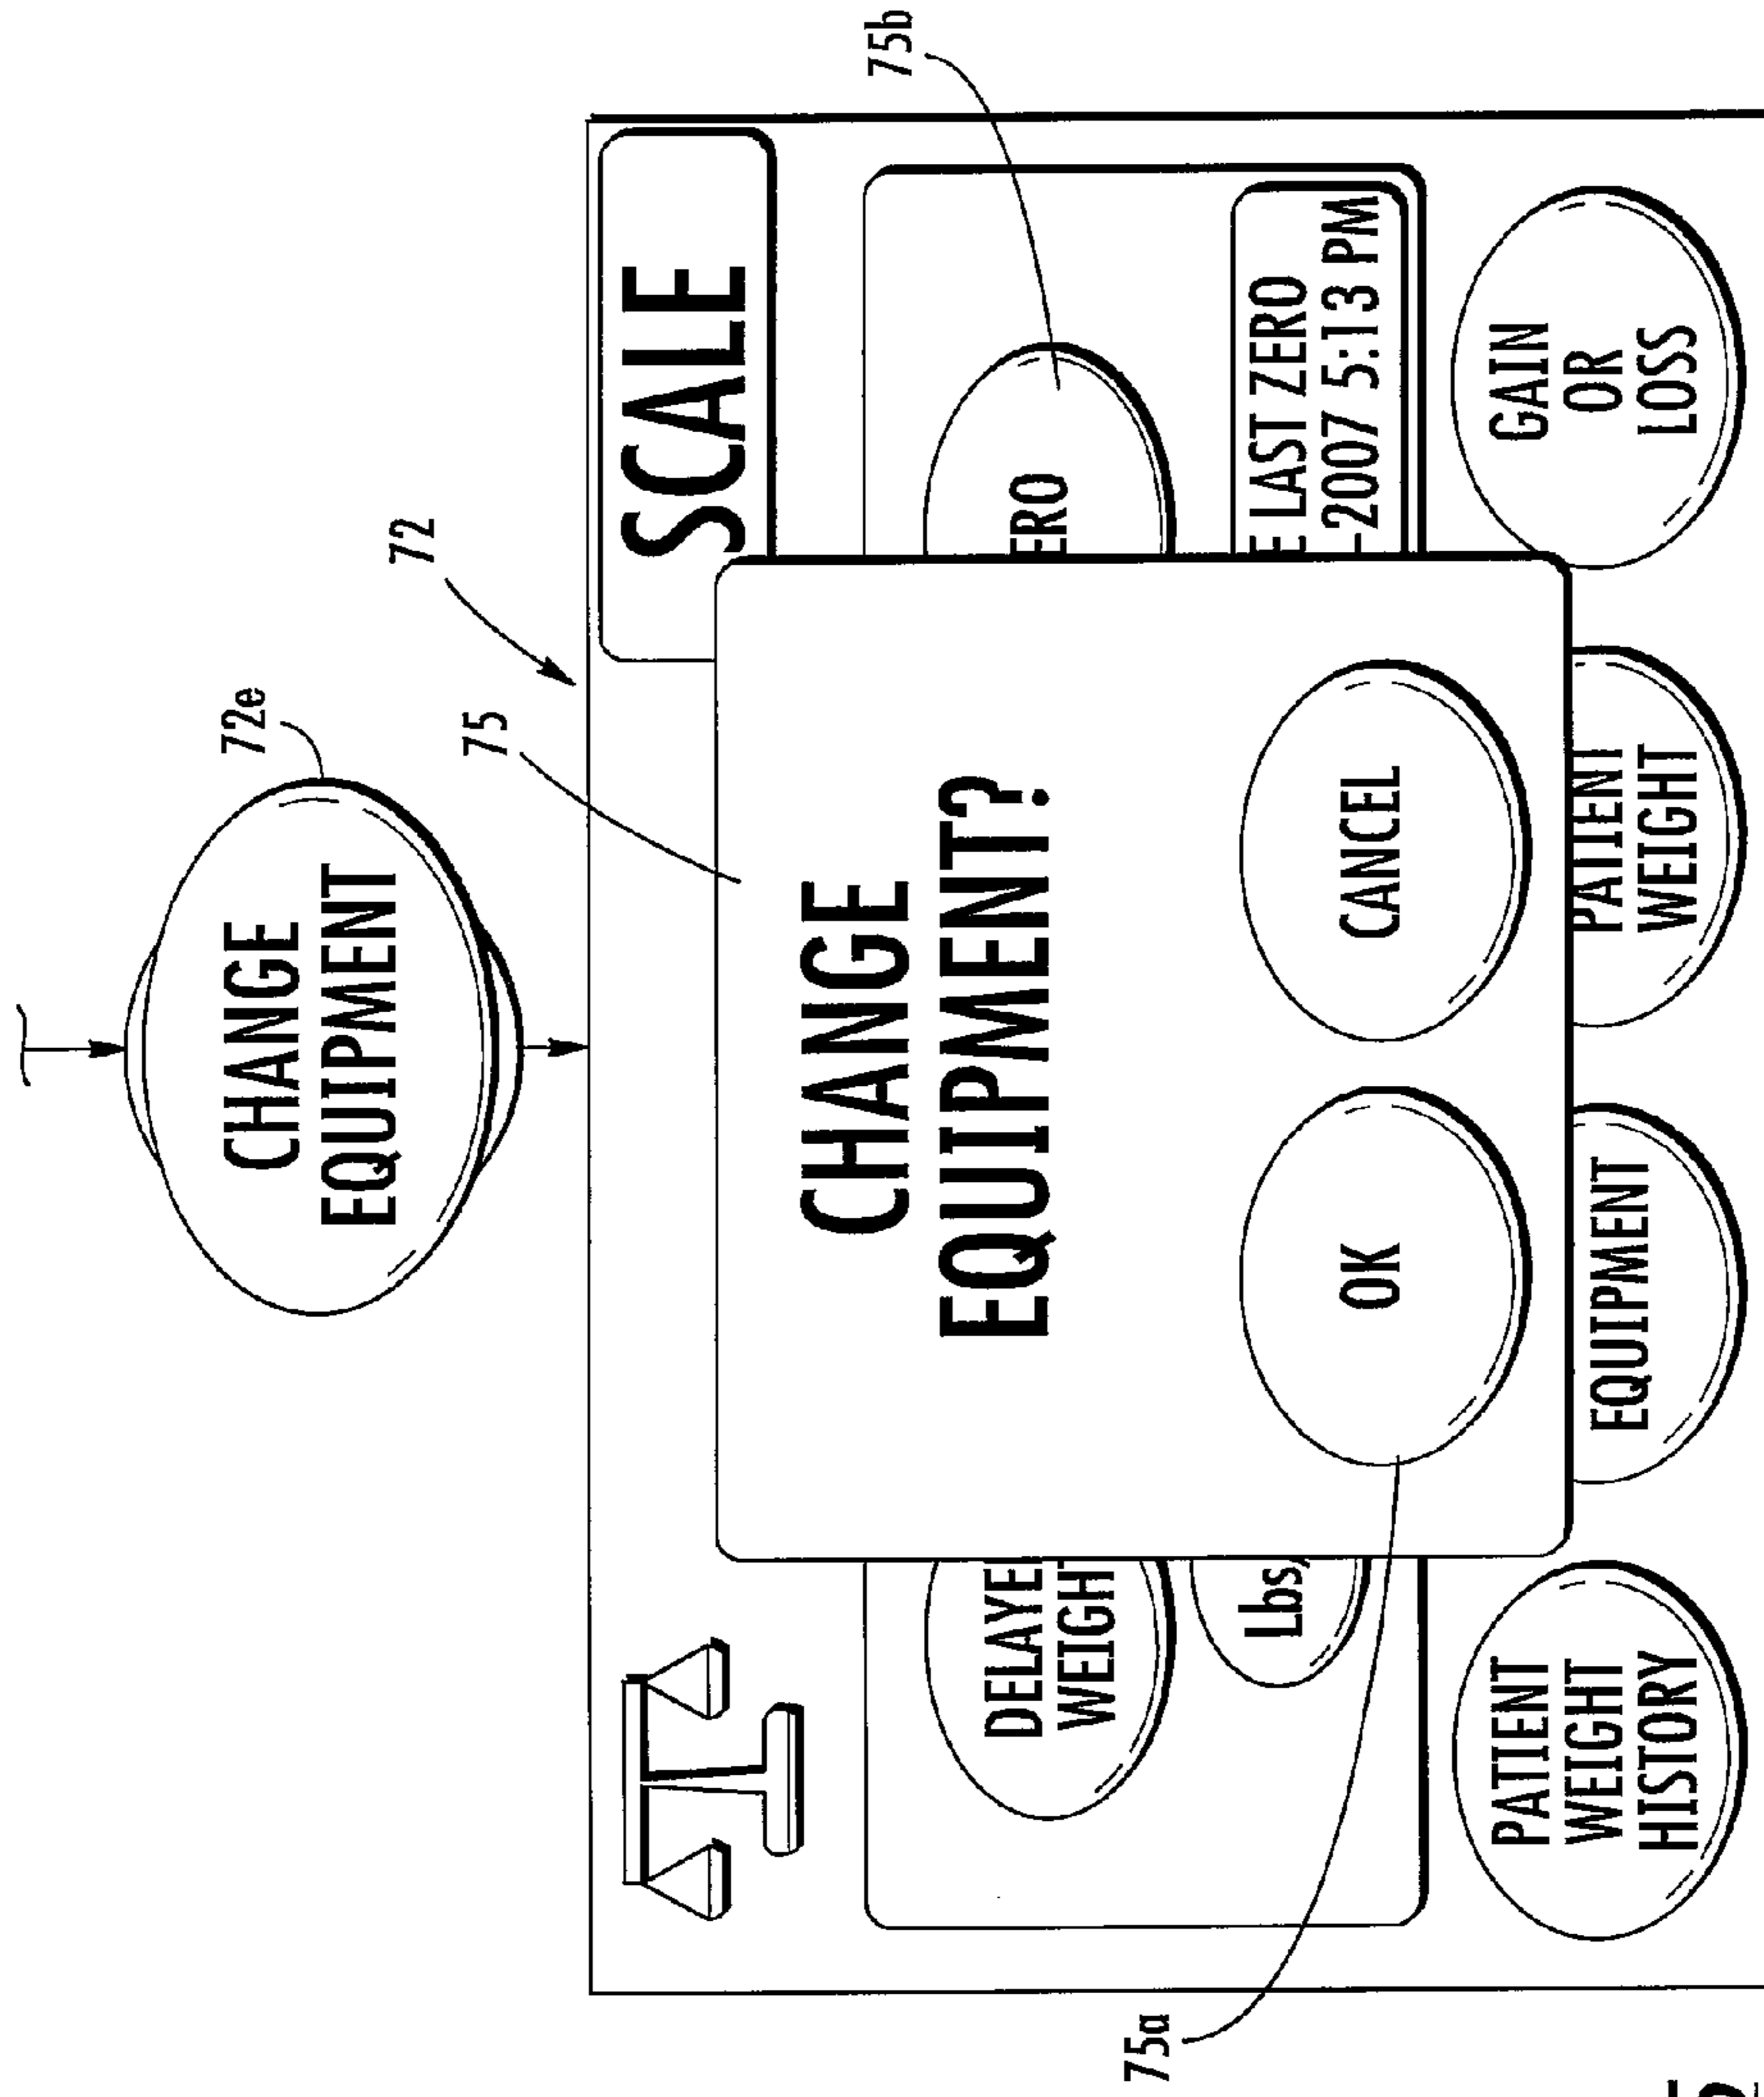 CHANGE
EQUIPMENT
72e
72
75
SCALE
CHANGE
EQUIPMENT?
75b
DELAYE
WEIGHT
ERO
75a
Lbs/
E LAST ZERO
-2007 5:13 PM
OK
CANCEL
PATIENT
WEIGHT
HISTORY
EQUIPMENT
PATIENT
WEIGHT
GAIN
OR
LOSS